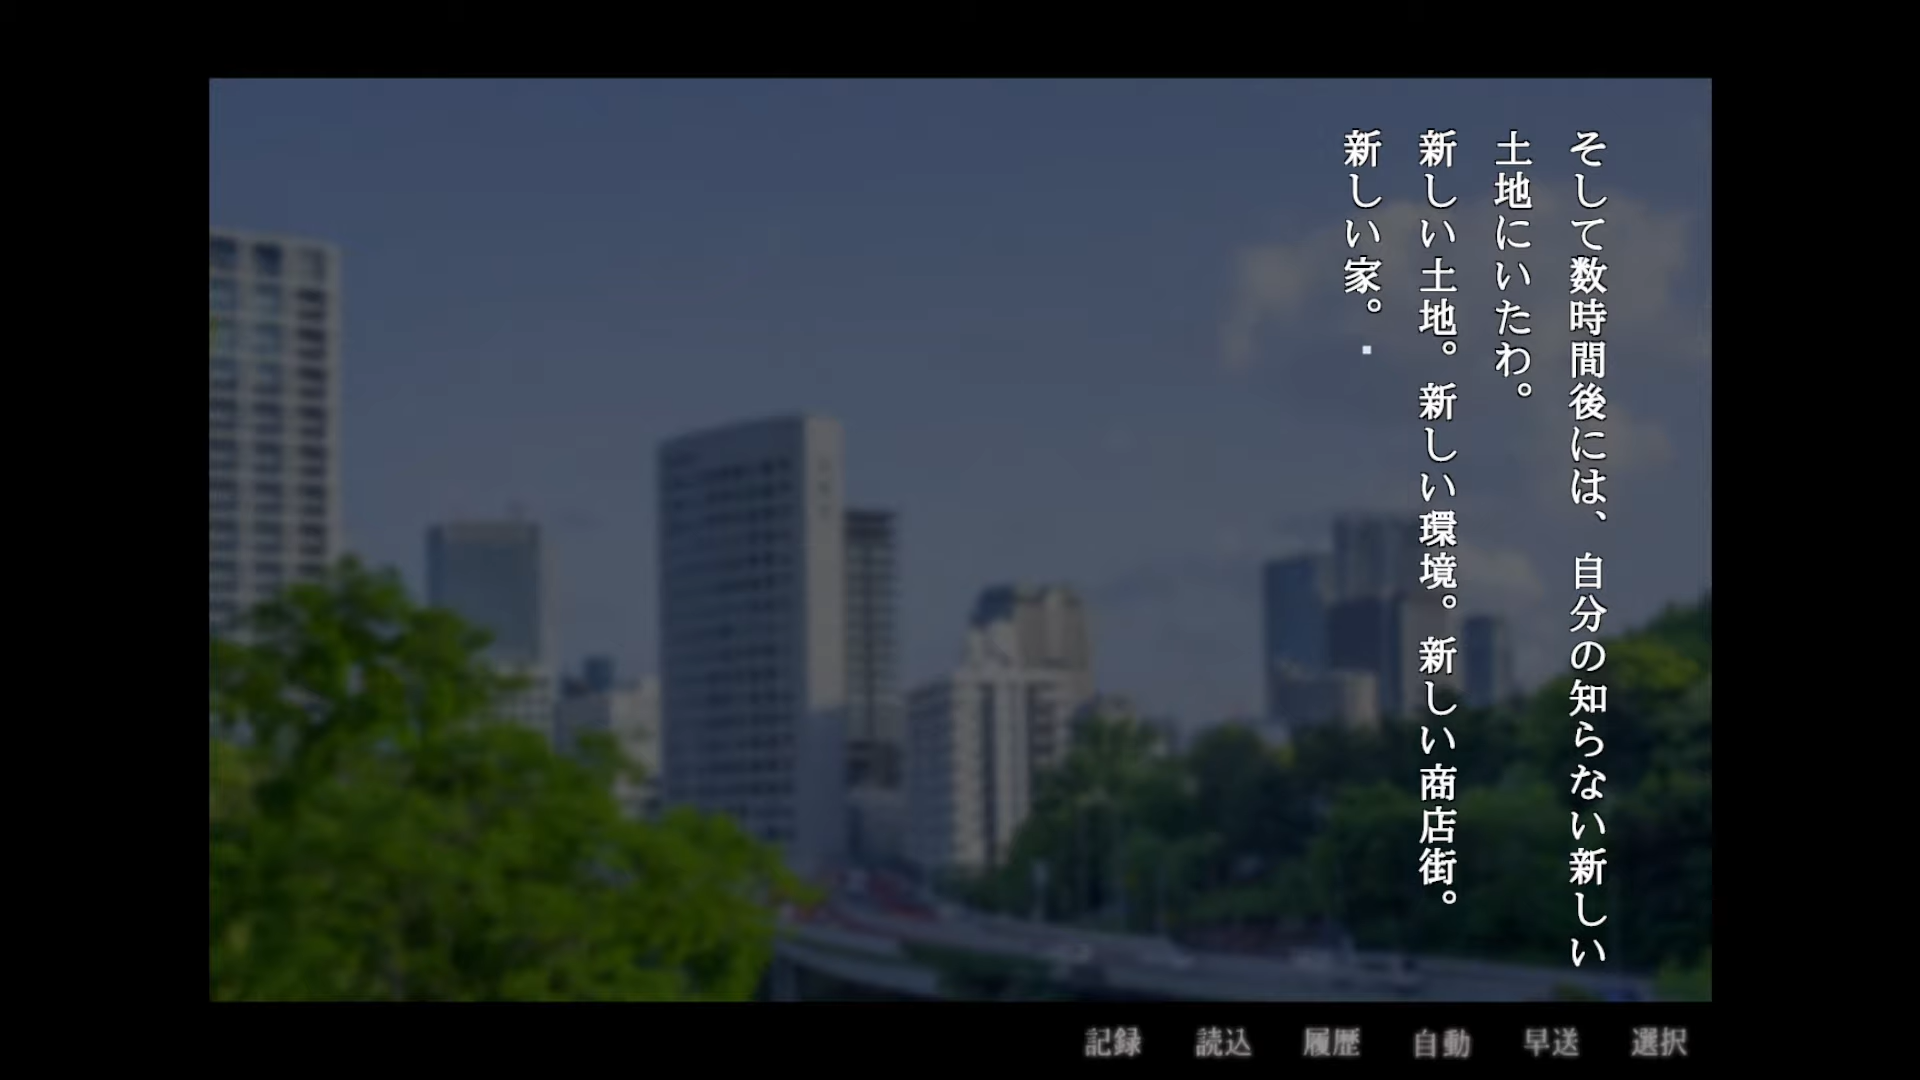 そして数時間後には、自分の知らない新しい
土地にいたわ。
新しい土地。新しい環境。新しい商店街。
新しい家。
記録 読込 履歴 自動 早送 選択